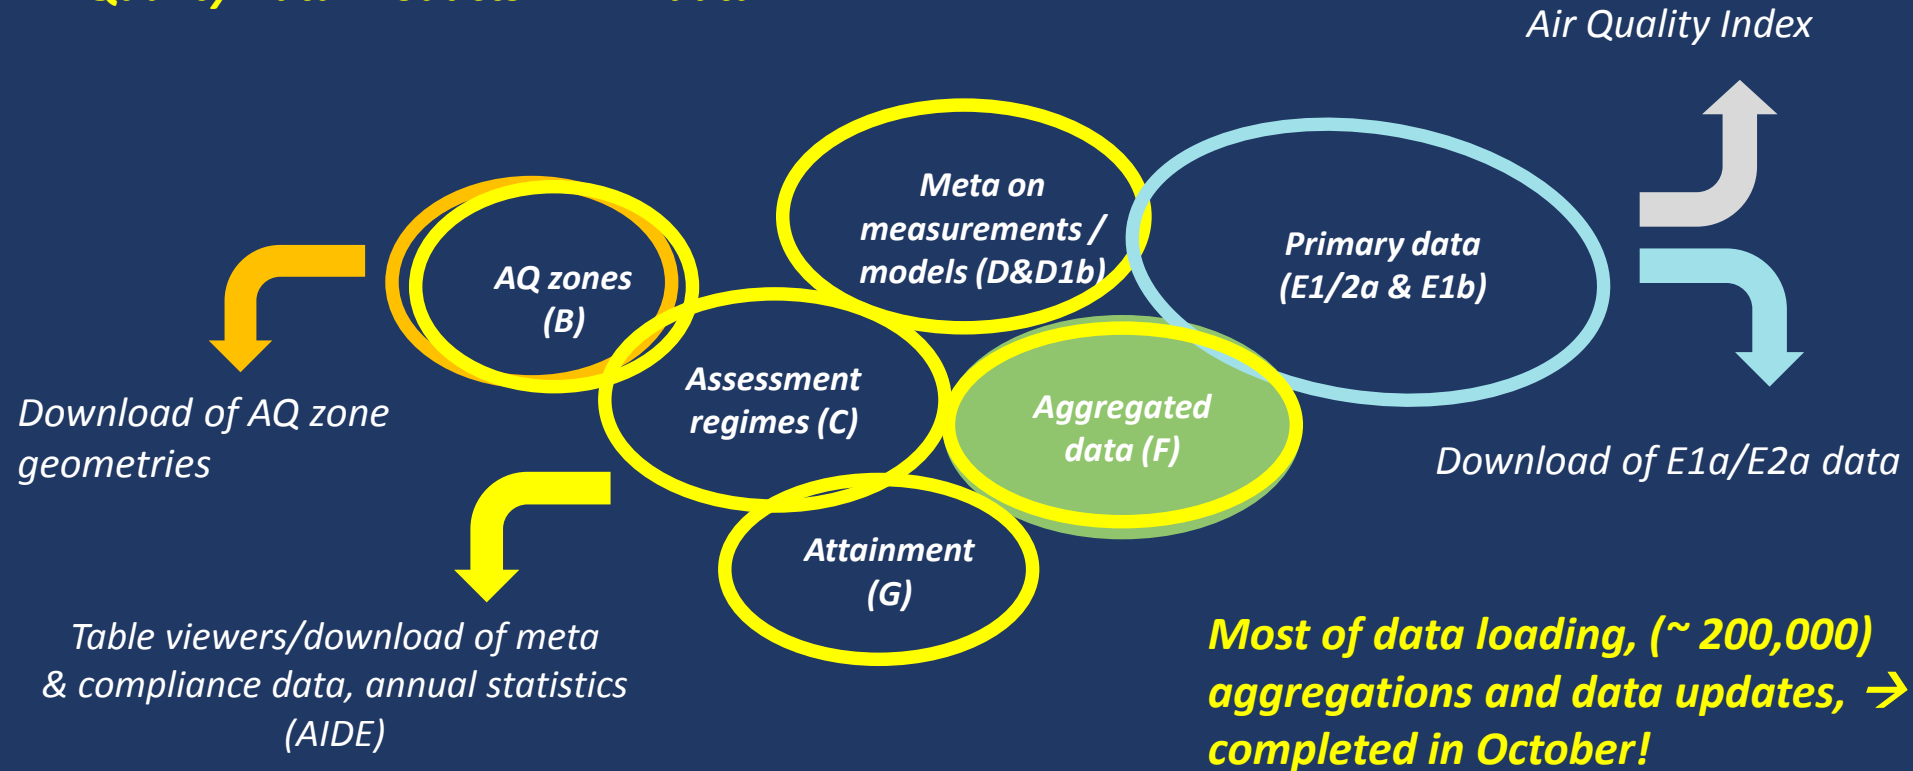 Air Quality Index
Meta on
measurements /
models (D&D1b)
Primary data
(E1/2a & E1b)
AQ zones
(B)
Assessment
regimes (C)
Aggregated
data (F)
Download of AQ zone
geometries
Download of E1a/E2a data
Attainment
(G)
Table viewers/download of meta
& compliance data, annual statistics
(AIDE)
Most of data loading, (~ 200,000)
aggregations and data updates, →
completed in October!